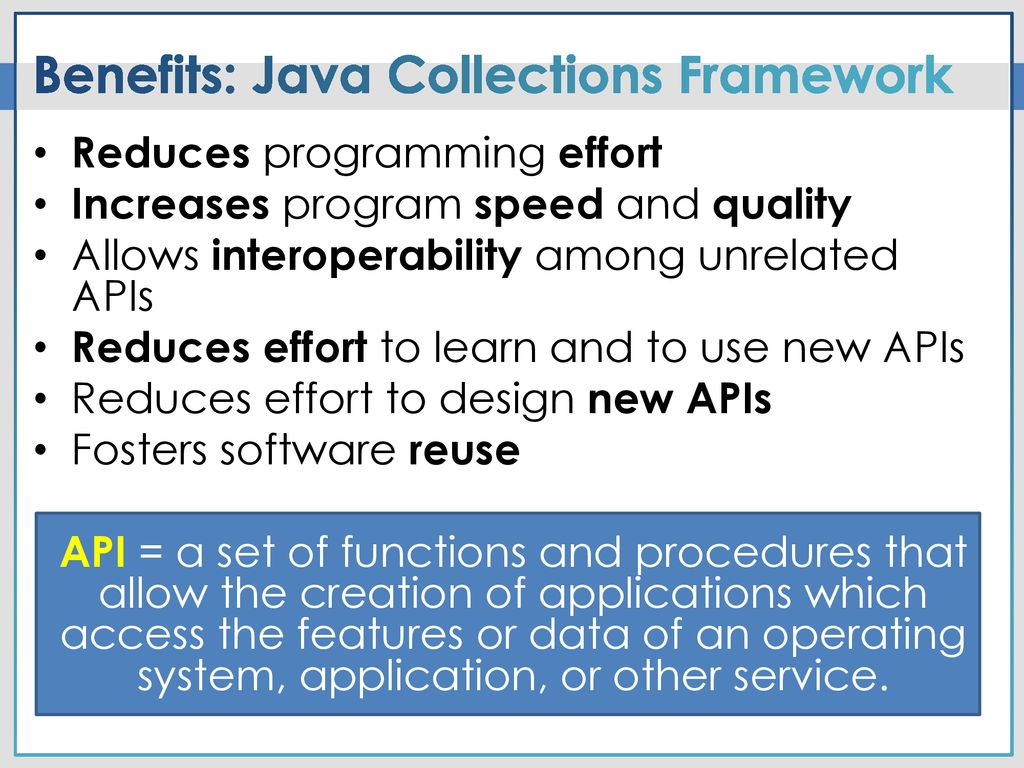 Benefits: Java Collections Framework
• Reduces programming effort
• Increases program speed and quality
• Allows interoperability among unrelated
APIs
• Reduces effort to learn and to use new APIs
• Reduces effort to design new APIs
• Fosters software reuse
API = a set of functions and procedures that
allow the creation of applications which
access the features or data of an operating
system, application, or other service.